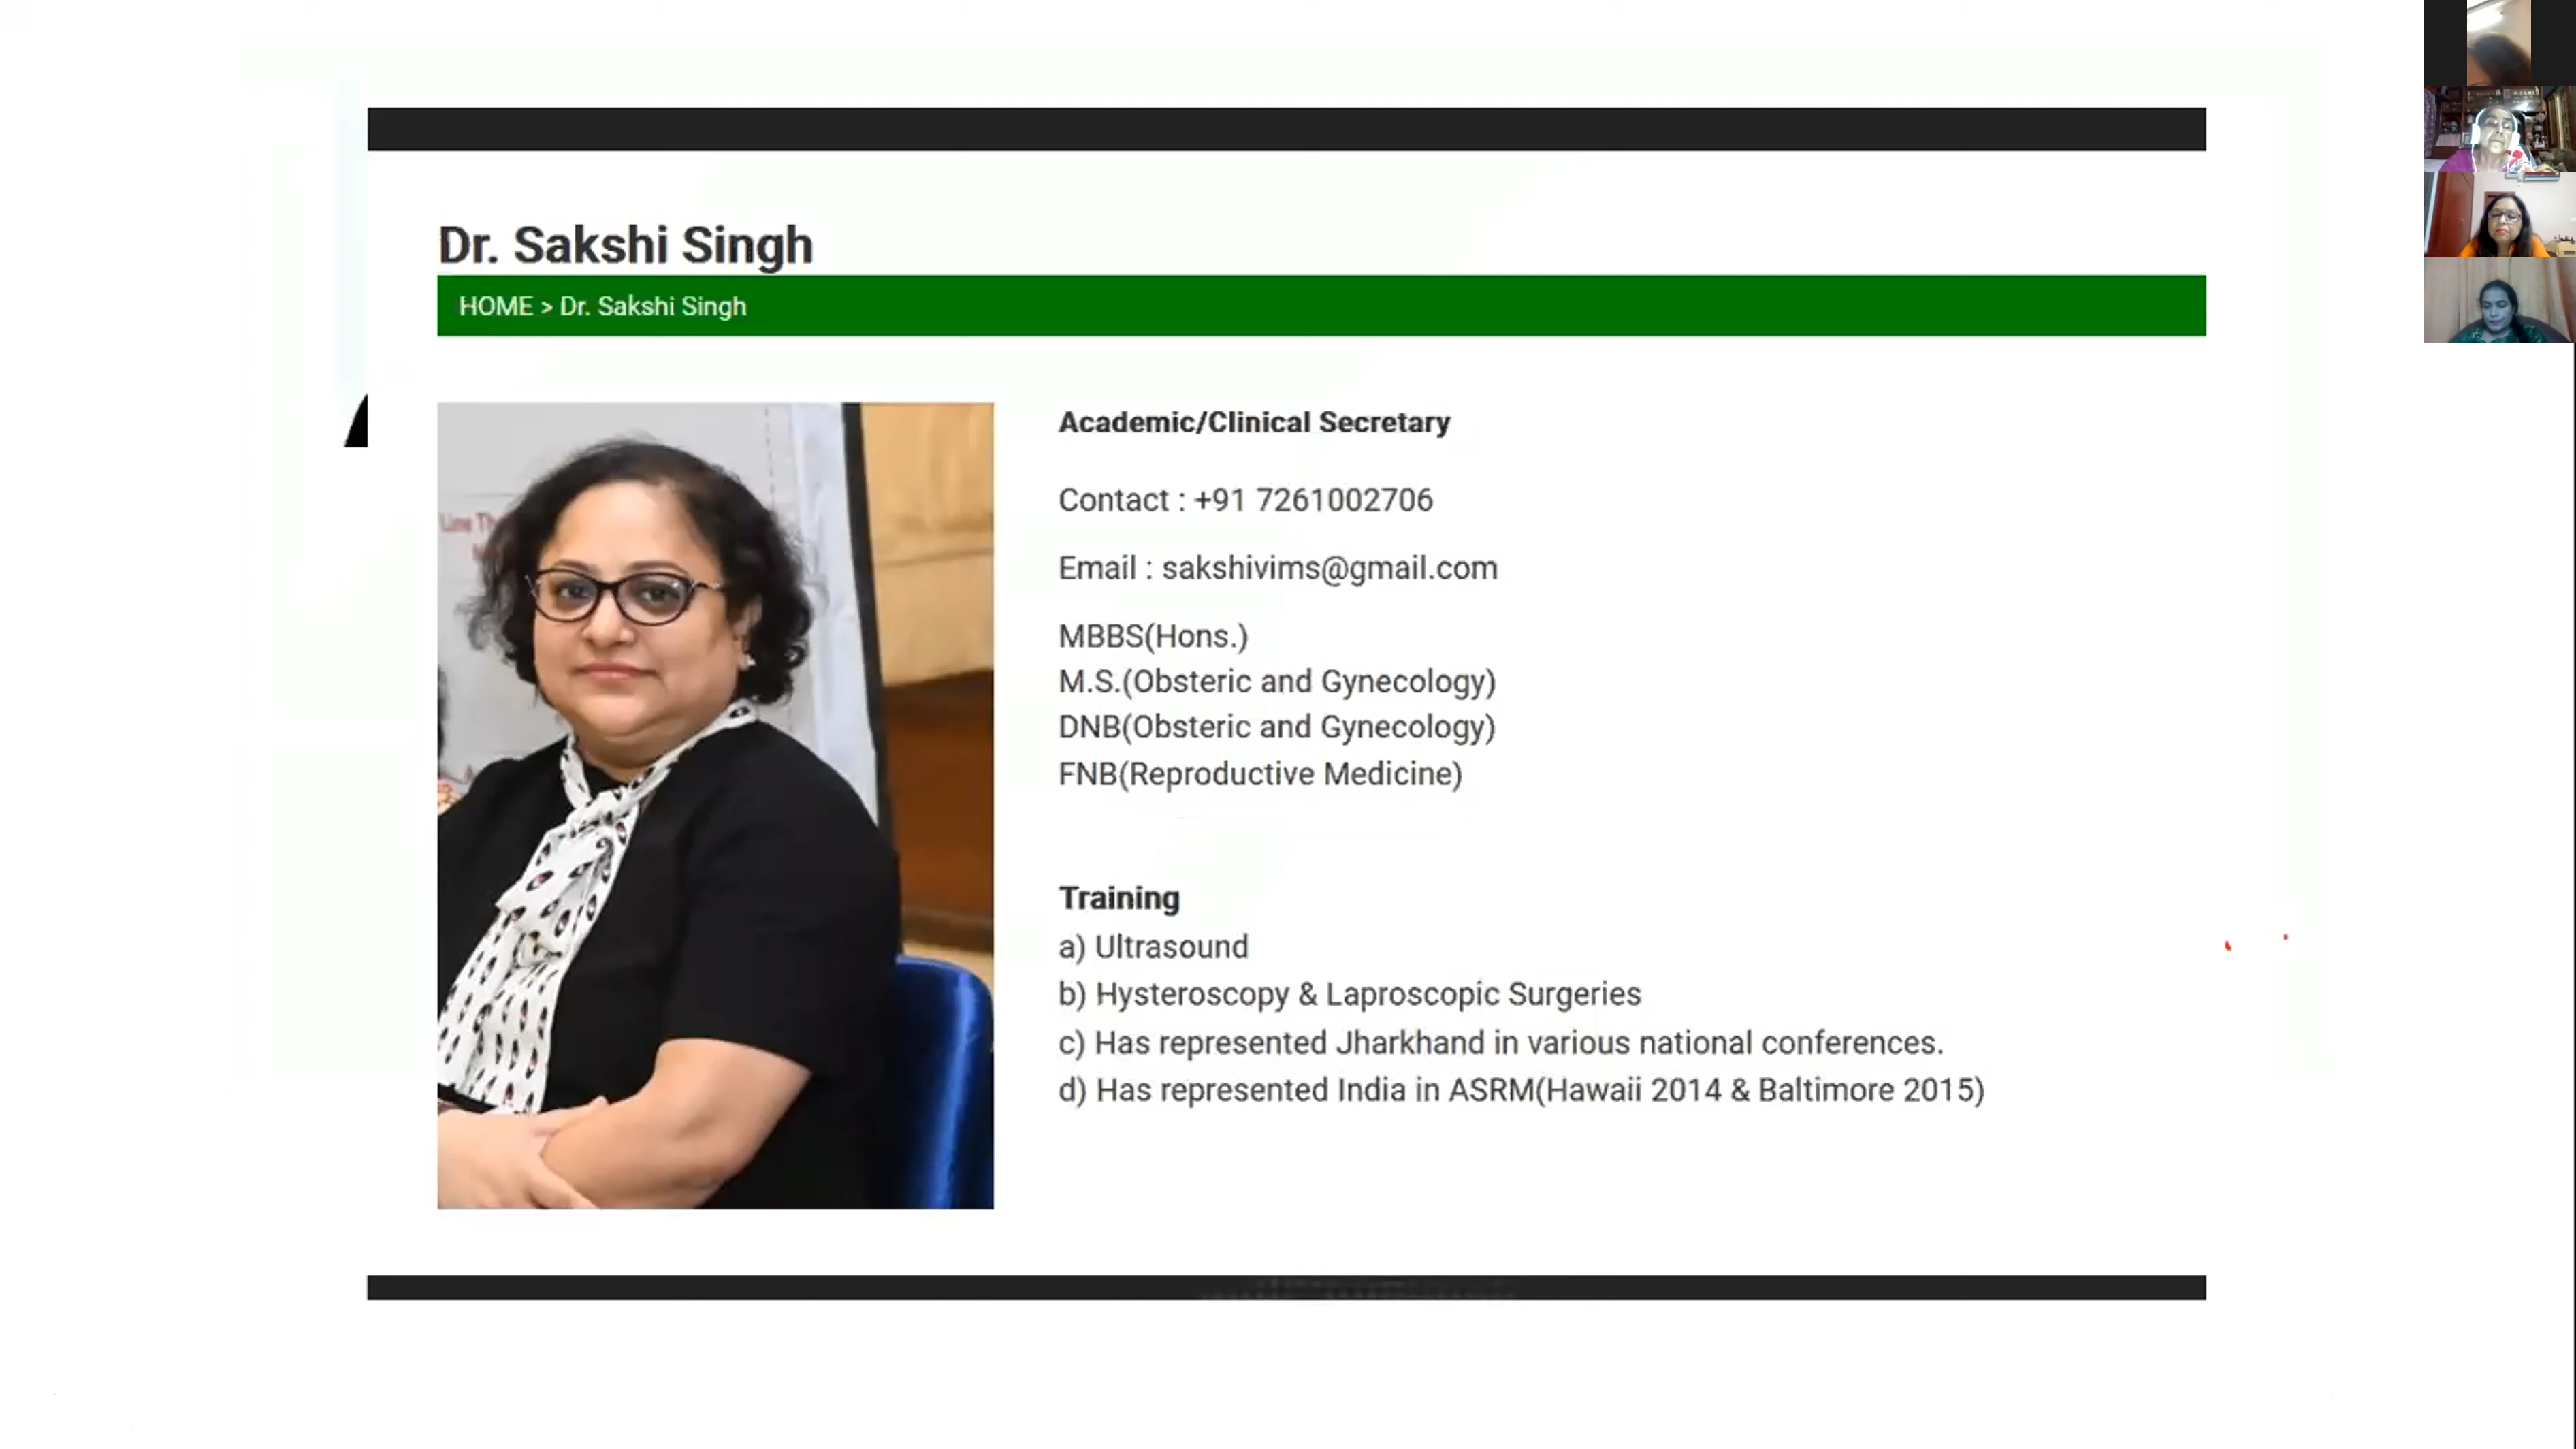 Dr. Sakshi Singh
HOME > Dr. Sakshi Singh
Academic/Clinical Secretary
Contact : +91 7261002706
Email : sakshivims@gmail.com
MBBS(Hons.)
M.S.(Obsteric and Gynecology)
DNB(Obsteric and Gynecology)
FNB(Reproductive Medicine)
Training
a) Ultrasound
b) Hysteroscopy & Laproscopic Surgeries
c) Has represented Jharkhand in various national conferences.
d) Has represented India in ASRM(Hawaii 2014 & Baltimore 2015)